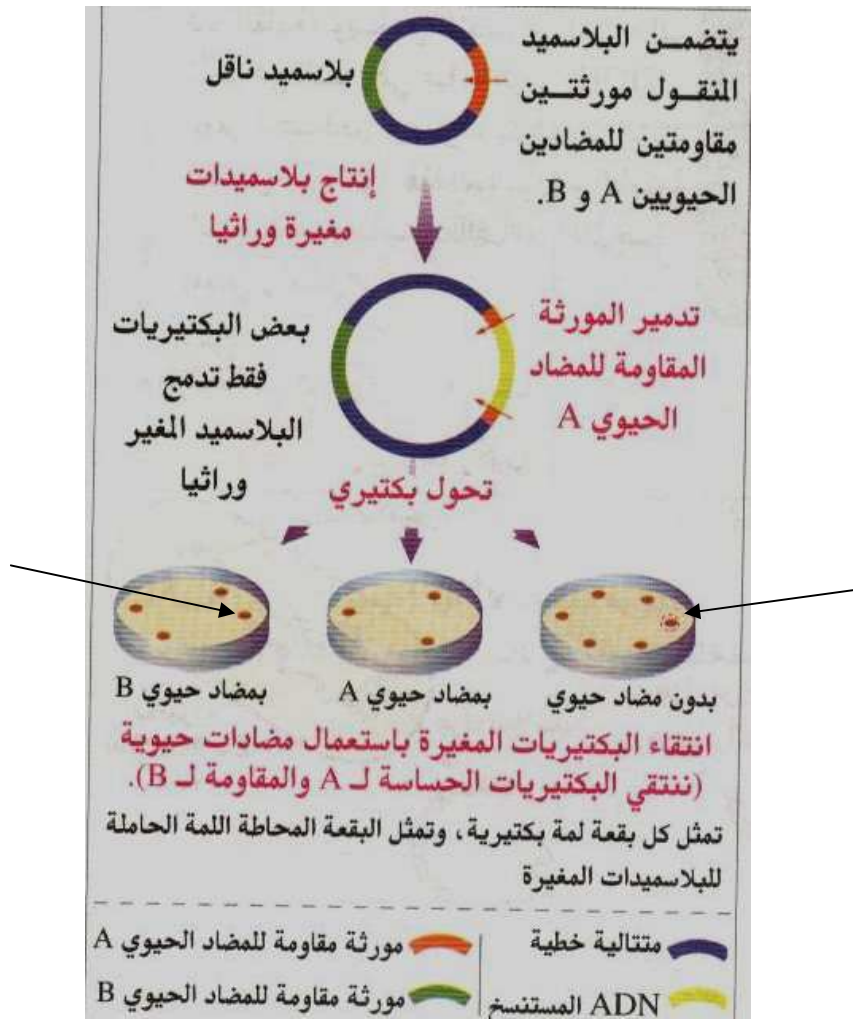 يتضمن البلاسميد
المنقول مورثتين
مقاومتين للمضادين
الحيويين A و B.
بلاسميد ناقل
إنتاج بلاسميدات
مغيرة وراثيا
تدمير المورثة
المقاومة للمضاد
الحيوي A
بعض البكتيريات
فقط تدمج
البلاسميد المغير
وراثيا
تحول بكتيري
بدون مضاد حيوي
بمضاد حيوي A
بمضاد حيوي B
انتقاء البكتيريات المغيرة باستعمال مضادات حيوية
(ننتقي البكتيريات الحساسة لـ A والمقاومة لـ B).
تمثل كل بقعة لمة بكتيرية، وتمثل البقعة المحاطة اللمة الحاملة
للبلاسميدات المغيرة
متتالية خطية
مورثة مقاومة للمضاد الحيوي A
ADN المستنسخ
مورثة مقاومة للمضاد الحيوي B